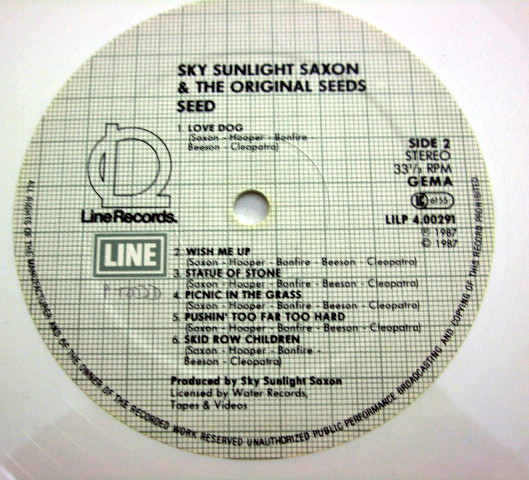 SKY SUNLIGHT SAXON
& THE ORIGINAL SEEDS
SEED
1. LOVE DOG
(Saxon - Hooper - Bonfire
Beeson - Cleopatra)
SIDE 2
STEREO
33⅓ RPM
GEMA
LILP 4.00291
℗ 1987
© 1987
Line Records.
LINE
2. WISH ME UP
(Saxon - Hooper - Bonfire - Beeson - Cleopatra)
3. STATUE OF STONE
(Saxon - Hooper - Bonfire - Beeson - Cleopatra)
4. PICNIC IN THE GRASS
(Saxon - Hooper - Bonfire - Beeson - Cleopatra)
5. PUSHIN' TOO FAR TOO HARD
(Saxon - Hooper - Bonfire - Beeson - Cleopatra)
6. SKID ROW CHILDREN
(Saxon - Hooper - Bonfire -
Beeson - Cleopatra)
Produced by Sky Sunlight Saxon
Licensed by Water Records,
Tapes & Videos
ALL RIGHTS OF THE MANUFACTURER AND OF THE OWNER OF THE RECORDED WORK RESERVED UNAUTHORIZED PUBLIC PERFORMANCE BROADCASTING AND COPYING OF THIS RECORD PROHIBITED.